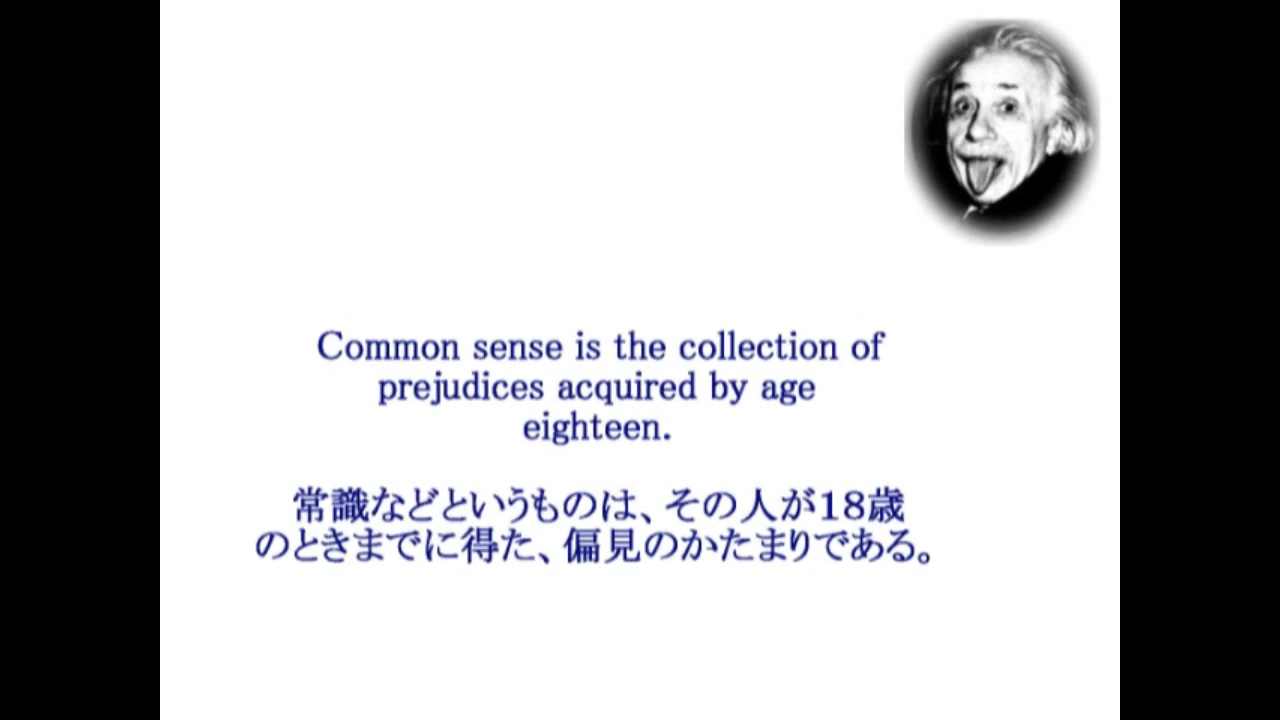 Common sense is the collection of
prejudices acquired by age
eighteen.
常識などというものは、その人が18歳
のときまでに得た、偏見のかたまりである。